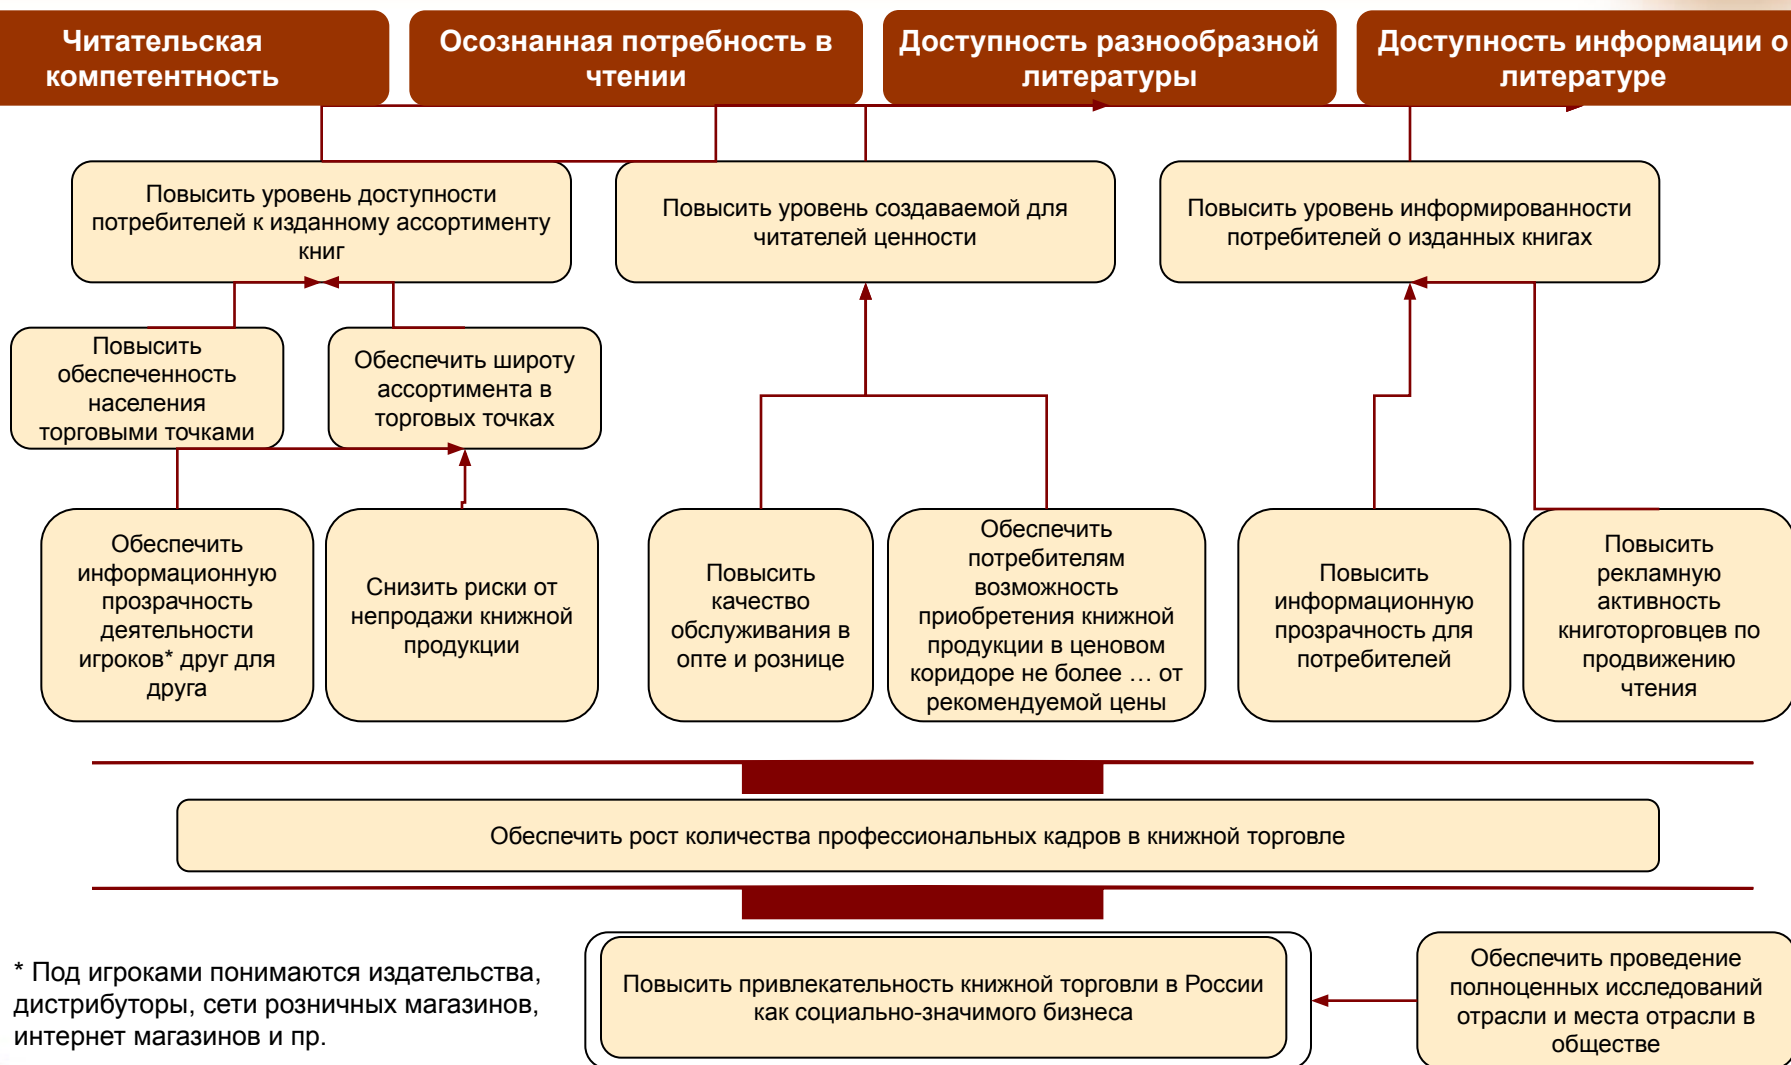 Читательская
компетентность
Осознанная потребность в
чтении
Доступность разнообразной
литературы
Доступность информации о
литературе
Повысить уровень доступности
потребителей к изданному ассортименту
книг
Повысить уровень создаваемой для
читателей ценности
Повысить уровень информированности
потребителей о изданных книгах
Повысить
обеспеченность
населения
торговыми точками
Обеспечить широту
ассортимента в
торговых точках
Обеспечить
информационную
прозрачность
деятельности
игроков* друг для
друга
Снизить риски от
непродажи книжной
продукции
Повысить
качество
обслуживания в
опте и рознице
Обеспечить
потребителям
возможность
приобретения книжной
продукции в ценовом
коридоре не более … от
рекомендуемой цены
Повысить
информационную
прозрачность для
потребителей
Повысить
рекламную
активность
книготорговцев по
продвижению
чтения
Обеспечить рост количества профессиональных кадров в книжной торговле
* Под игроками понимаются издательства,
дистрибуторы, сети розничных магазинов,
интернет магазинов и пр.
Повысить привлекательность книжной торговли в России
как социально-значимого бизнеса
Обеспечить проведение
полноценных исследований
отрасли и места отрасли в
обществе